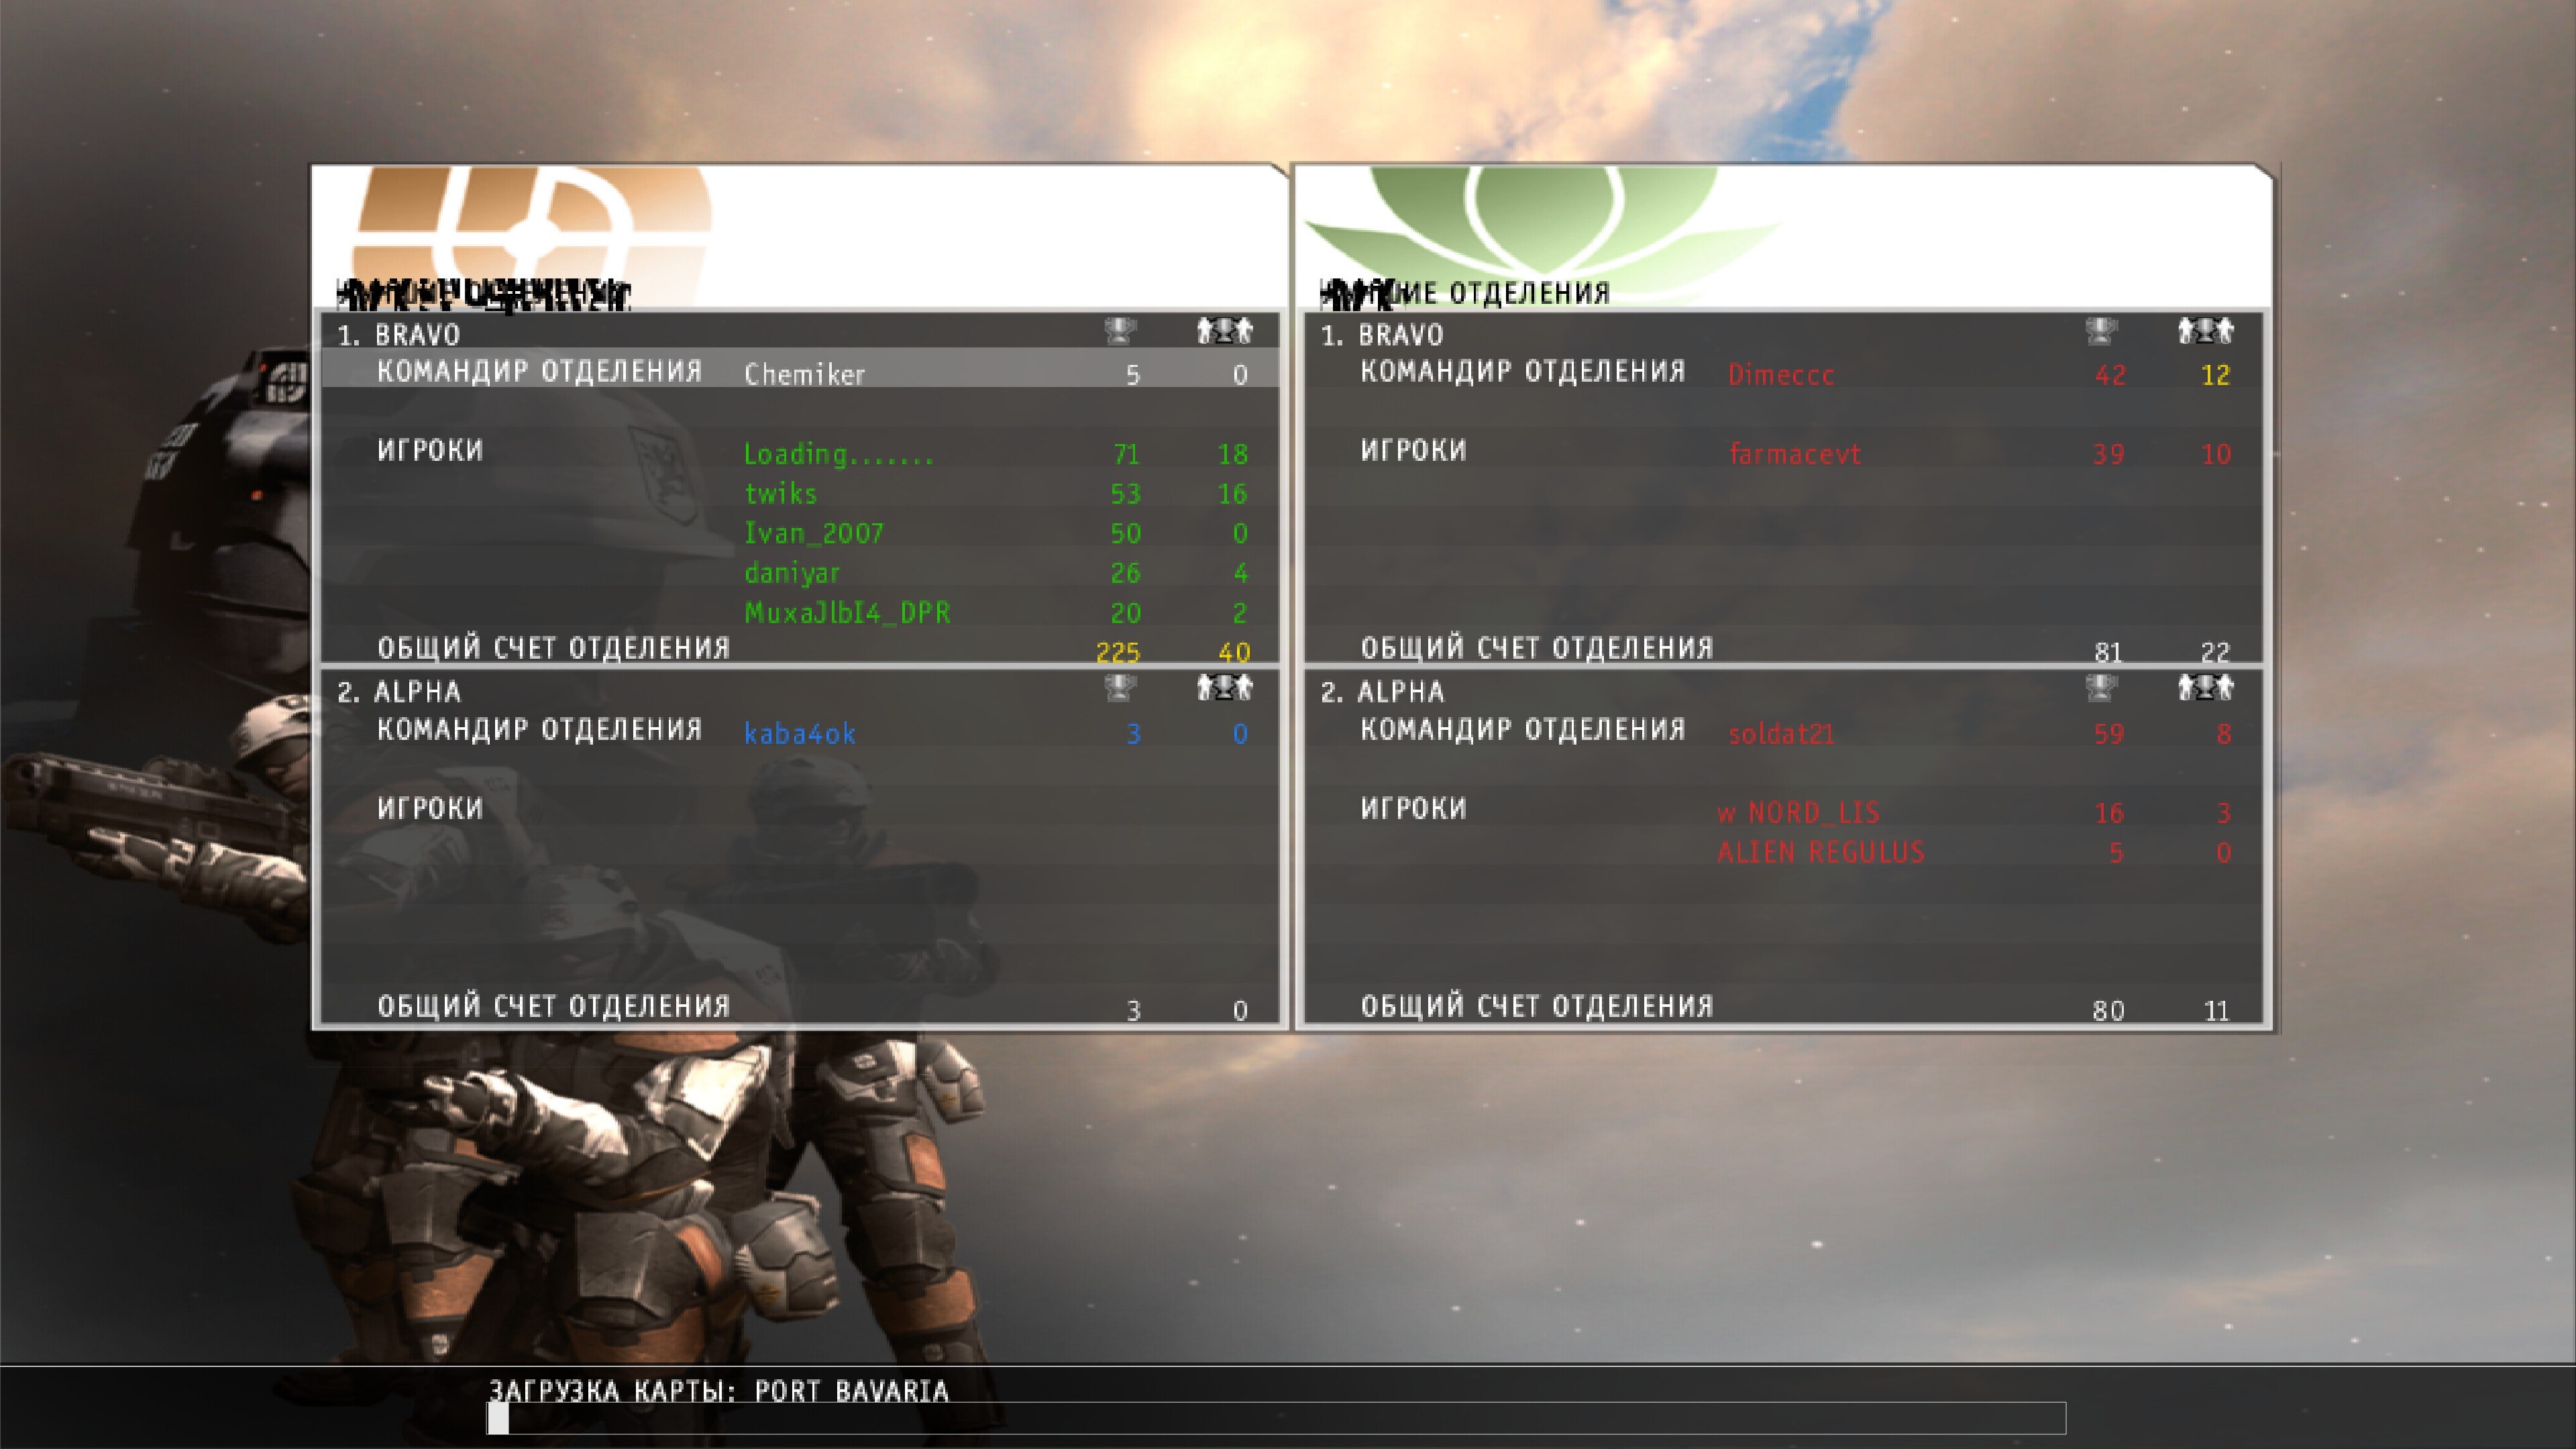 ОТДЕЛЕНИЯ
1. BRAVO
КОМАНДИР ОТДЕЛЕНИЯ Chemiker 5 0
ИГРОКИ Loading....... 71 18
twiks 53 16
Ivan_2007 50 0
daniyar 26 4
MuxaJlbI4_DPR 20 2
ОБЩИЙ СЧЕТ ОТДЕЛЕНИЯ 225 40
2. ALPHA
КОМАНДИР ОТДЕЛЕНИЯ kaba4ok 3 0
ИГРОКИ
ОБЩИЙ СЧЕТ ОТДЕЛЕНИЯ 3 0
1. BRAVO
КОМАНДИР ОТДЕЛЕНИЯ Dimeccc 42 12
ИГРОКИ farmacevt 39 10
ОБЩИЙ СЧЕТ ОТДЕЛЕНИЯ 81 22
2. ALPHA
КОМАНДИР ОТДЕЛЕНИЯ soldat21 59 8
ИГРОКИ w NORD_LIS 16 3
ALIEN REGULUS 5 0
ОБЩИЙ СЧЕТ ОТДЕЛЕНИЯ 80 11
ЗАГРУЗКА КАРТЫ: PORT BAVARIA